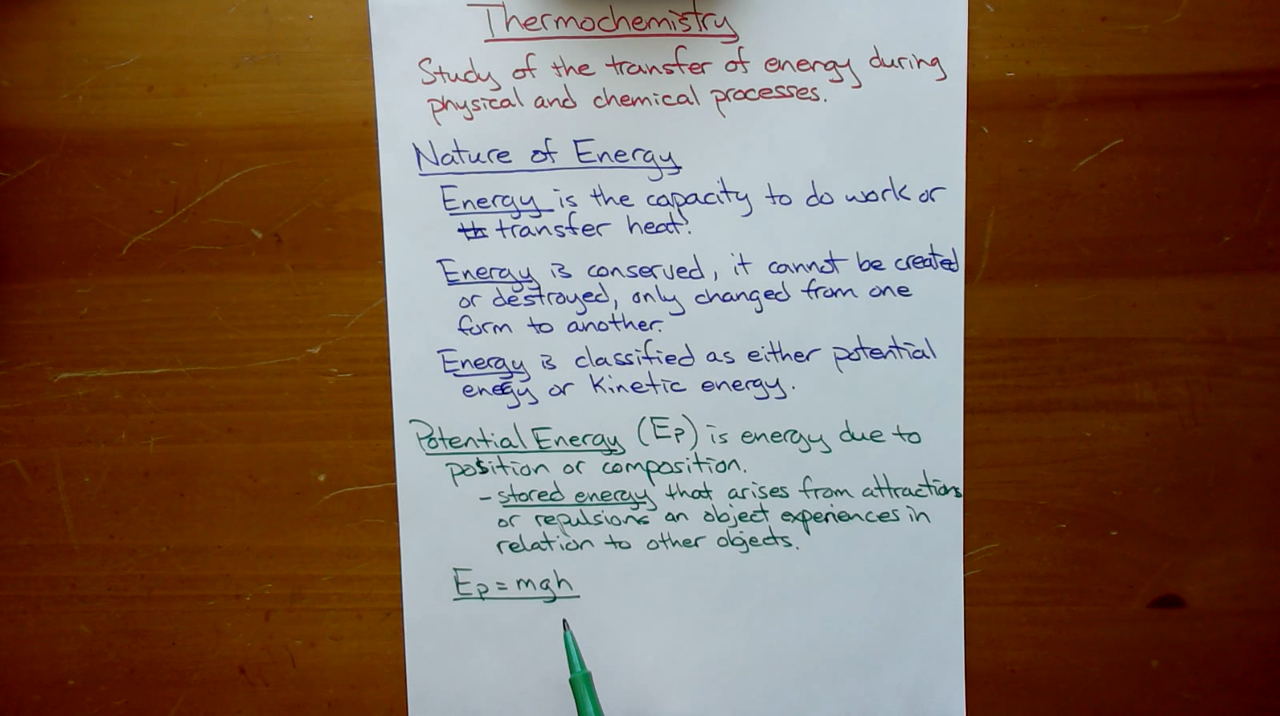 Thermochemistry
Study of the transfer of energy during
physical and chemical processes.
Nature of Energy
Energy is the capacity to do work or
transfer heat.
Energy is conserved, it cannot be created
or destroyed, only changed from one
form to another.
Energy is classified as either potential
energy or Kinetic energy.
Potential Energy (Ep) is energy due to
position or composition.
- stored energy that arises from attractions
or repulsions an object experiences in
relation to other objects.
Ep = mgh